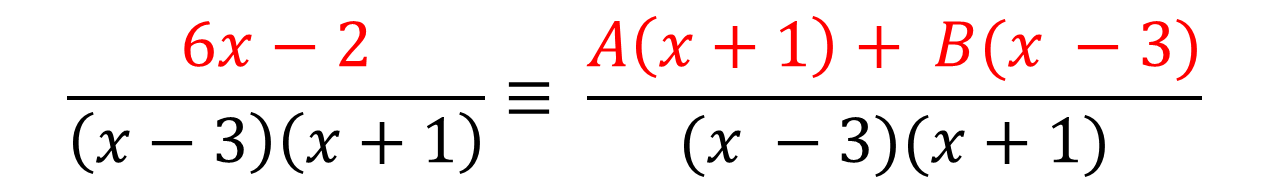 6x − 2 / (x − 3)(x + 1) ≡ A(x + 1) + B(x − 3) / (x − 3)(x + 1)